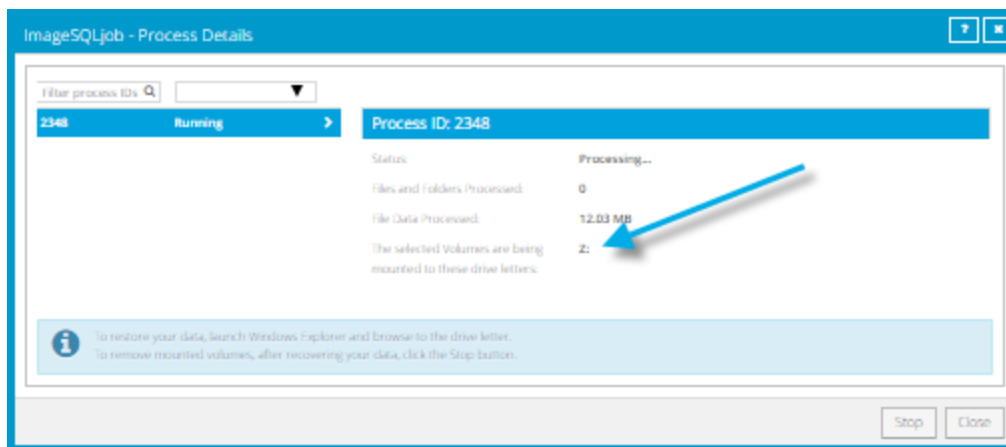 ImageSQLjob - Process Details
?
Filter process IDs
2348 Running
Process ID: 2348
Status: Processing...
Files and Folders Processed: 0
File Data Processed: 12.03 MB
The selected Volumes are being Z:
mounted to these drive letters:
To restore your data, launch Windows Explorer and browse to the drive letter.
To remove mounted volumes, after recovering your data, click the Stop button.
Stop Close